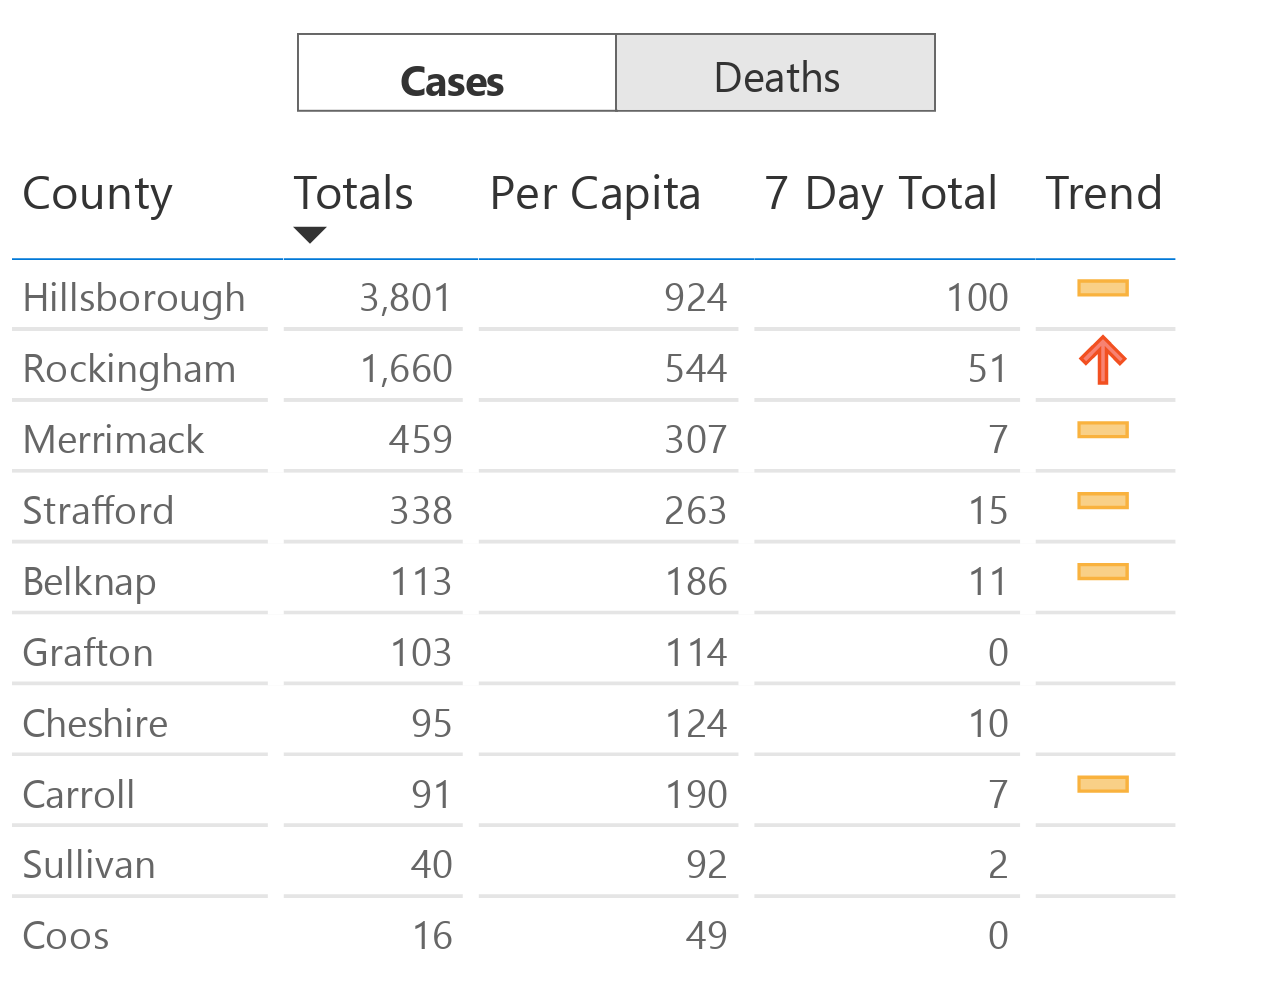 Cases Deaths
County Totals Per Capita 7 Day Total Trend
Hillsborough 3,801 924 100
Rockingham 1,660 544 51
Merrimack 459 307 7
Strafford 338 263 15
Belknap 113 186 11
Grafton 103 114 0
Cheshire 95 124 10
Carroll 91 190 7
Sullivan 40 92 2
Coos 16 49 0